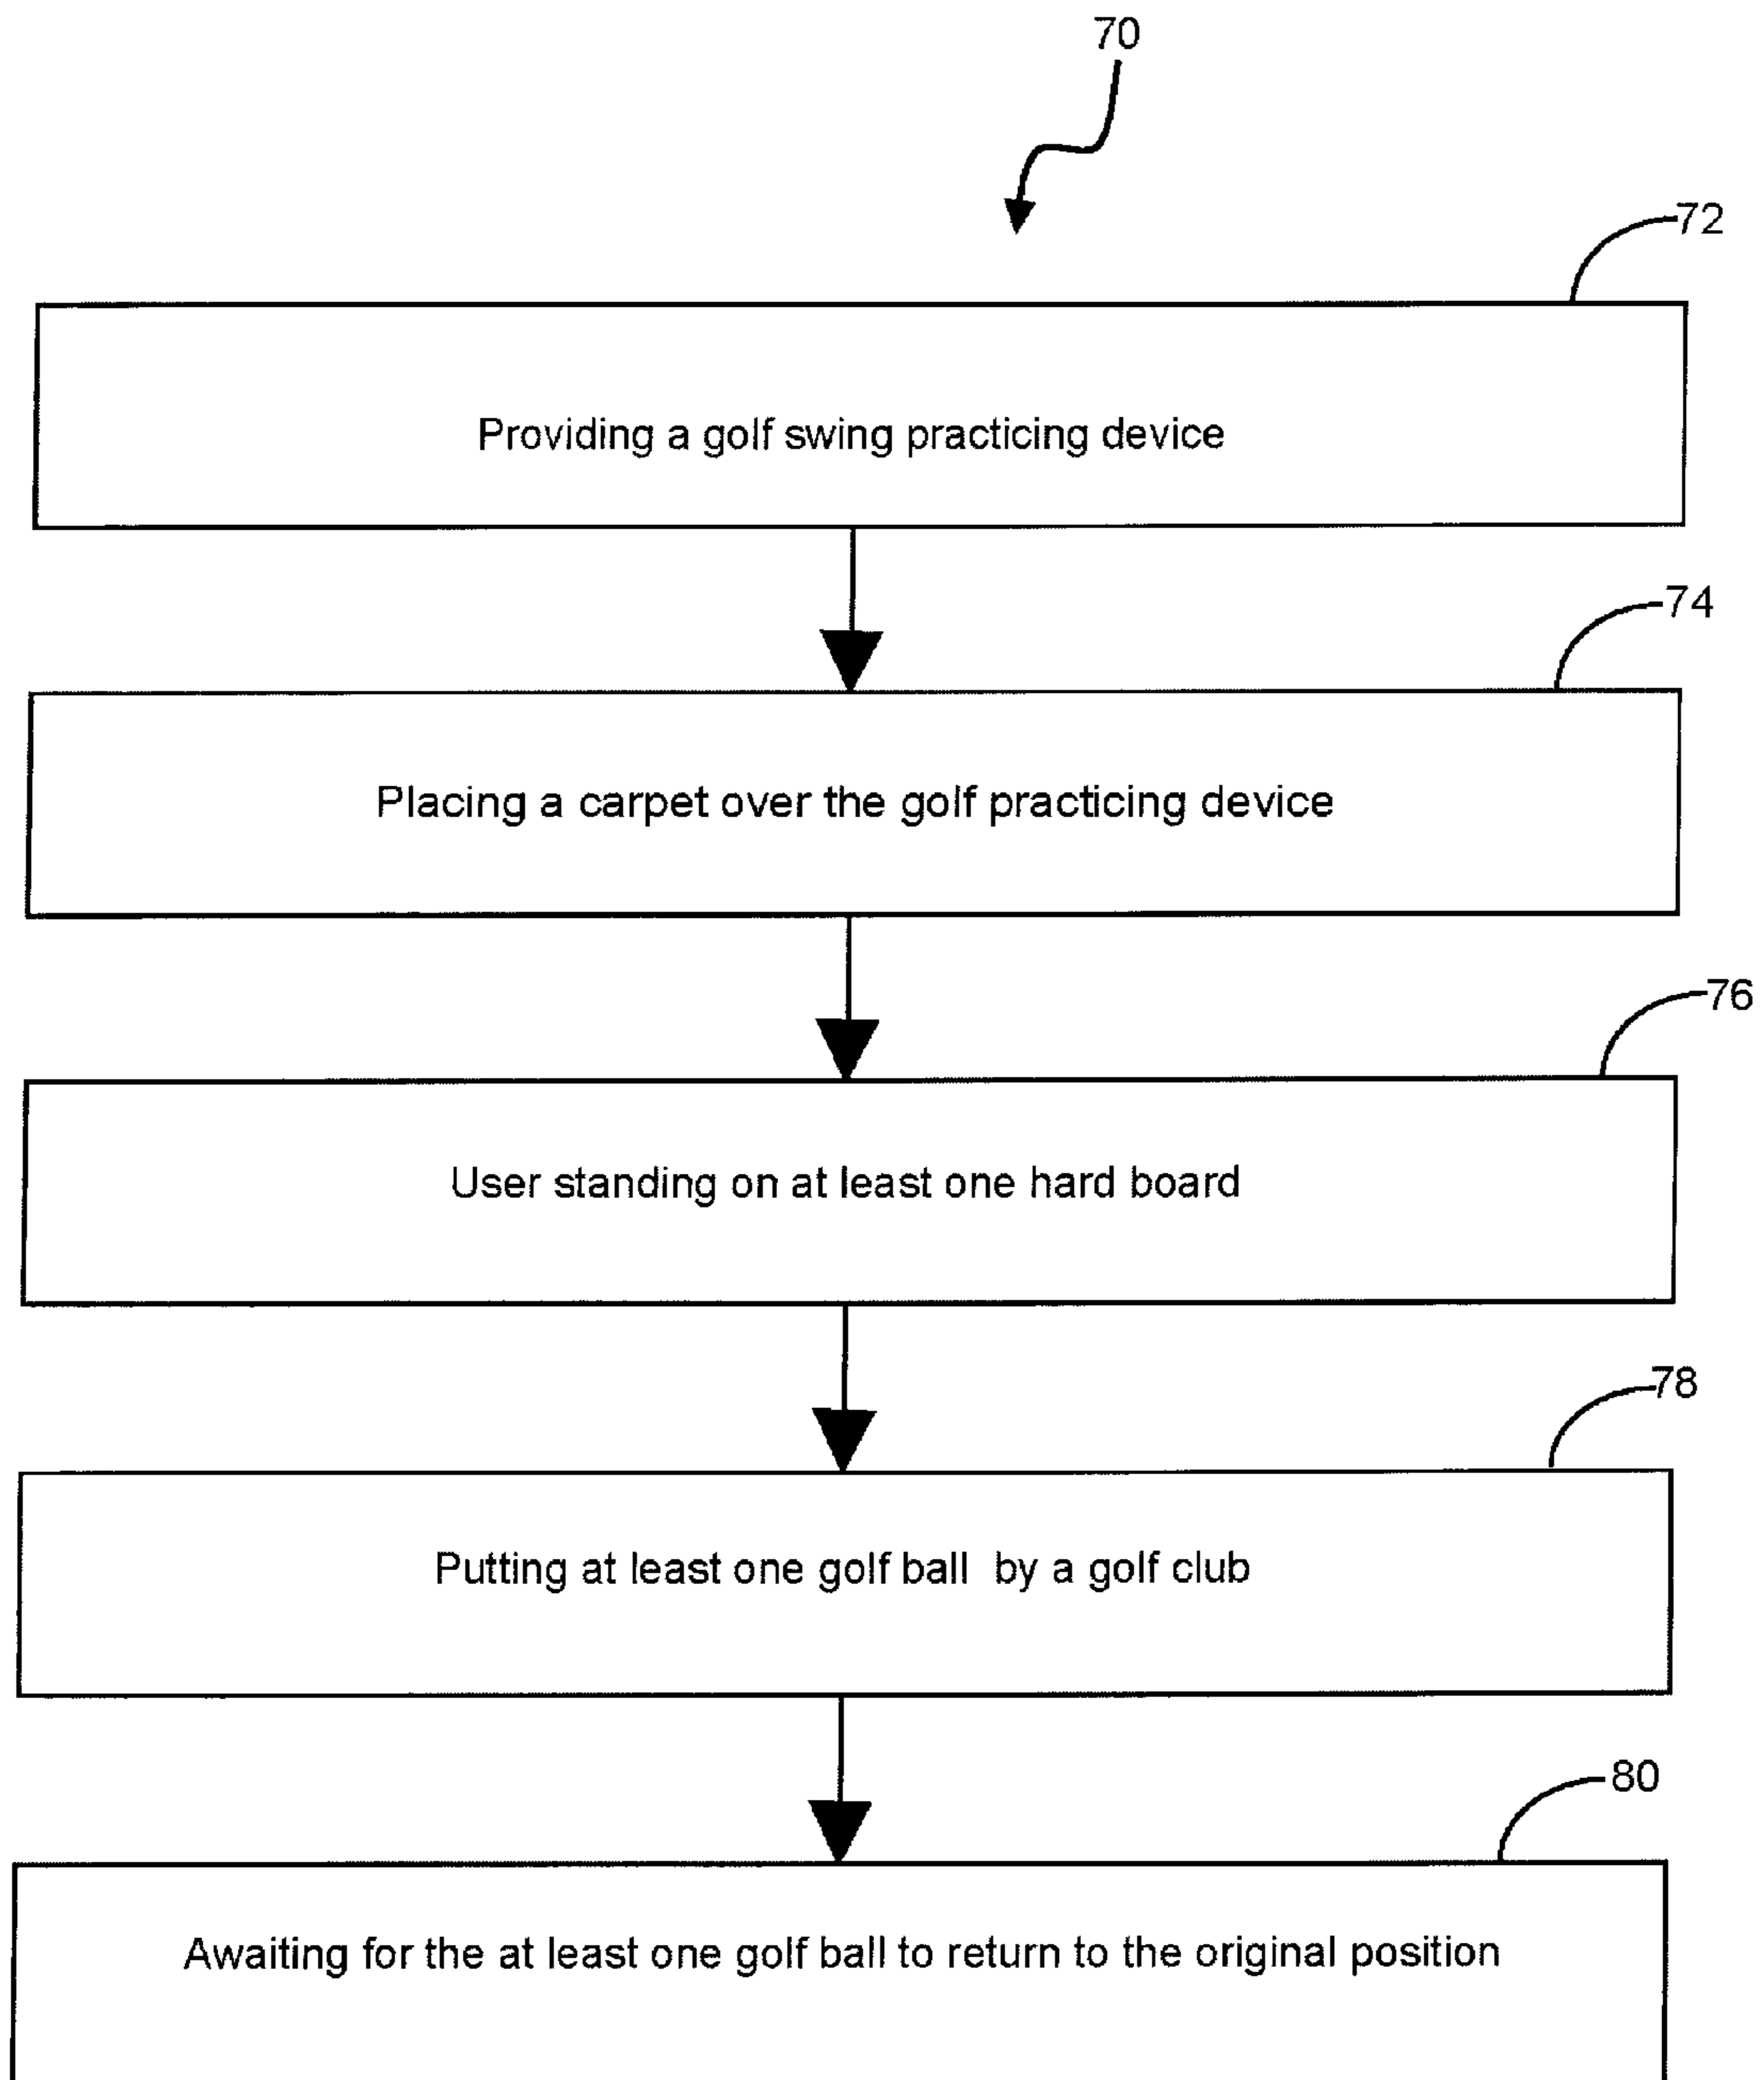 70
72
Providing a golf swing practicing device
74
Placing a carpet over the golf practicing device
76
User standing on at least one hard board
78
Putting at least one golf ball by a golf club
80
Awaiting for the at least one golf ball to return to the original position